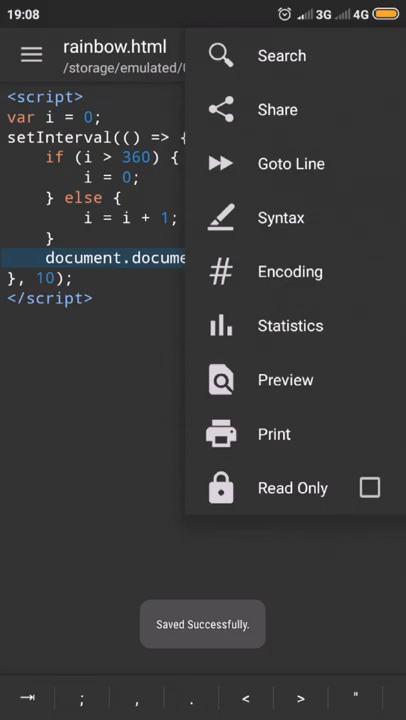 19:08
3G
4G
rainbow.html
/storage/emulated/0
<script>
var i = 0;
setInterval(() => {
if (i > 360) {
i = 0;
} else {
i = i + 1;
}
document.docume
}, 10);
</script>
Search
Share
Goto Line
Syntax
# Encoding
Statistics
Preview
Print
Read Only
Saved Successfully.
⇥ ; , . < > "